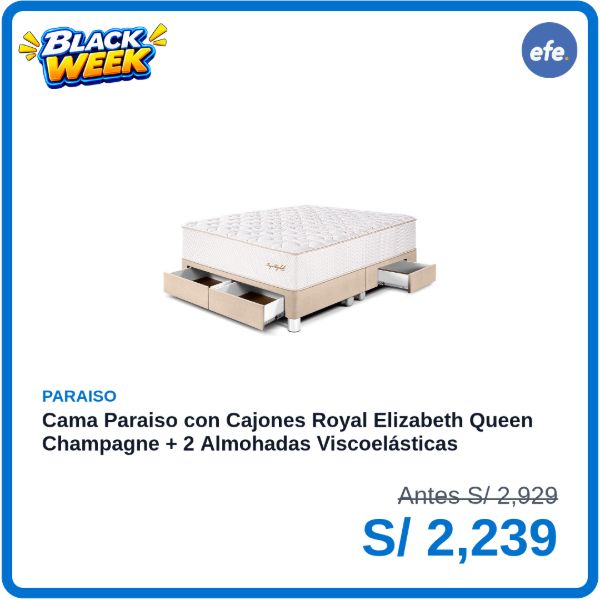 BLACK
WEEK
efe.
PARAISO
Cama Paraiso con Cajones Royal Elizabeth Queen
Champagne + 2 Almohadas Viscoelásticas
Antes S/ 2,929
S/ 2,239